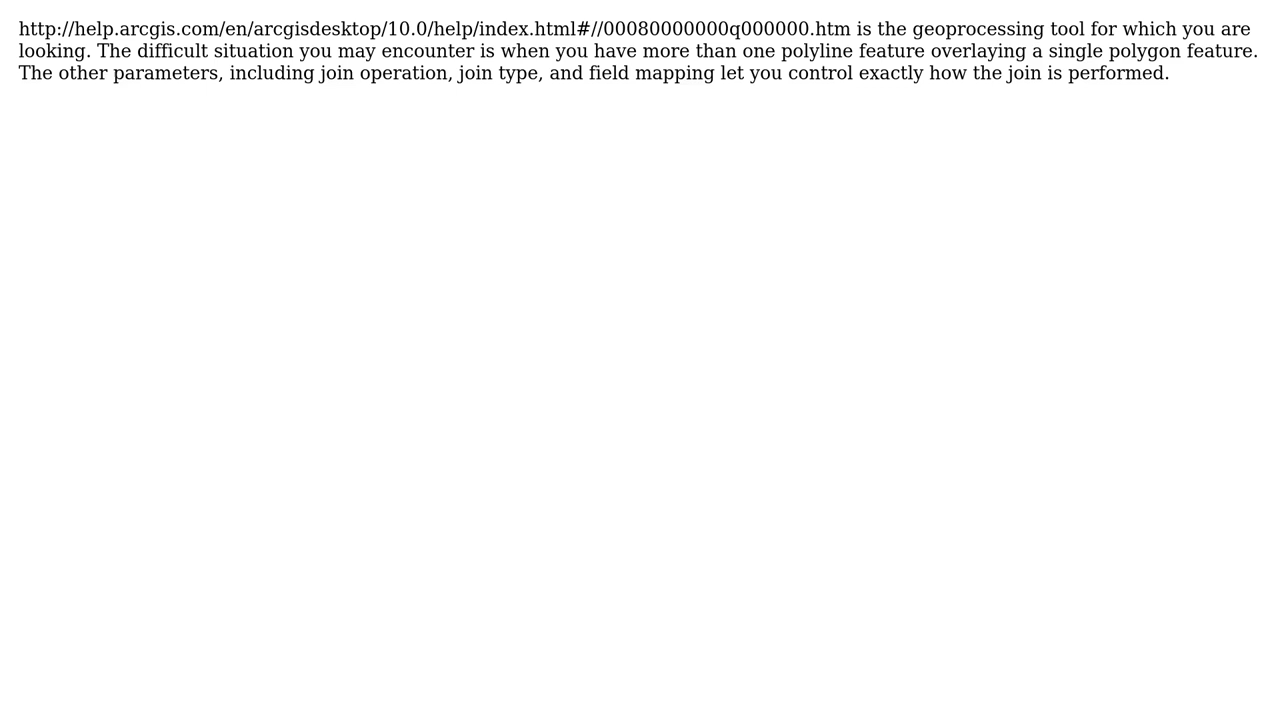 http://help.arcgis.com/en/arcgisdesktop/10.0/help/index.html#//00080000000q000000.htm is the geoprocessing tool for which you are
looking. The difficult situation you may encounter is when you have more than one polyline feature overlaying a single polygon feature.
The other parameters, including join operation, join type, and field mapping let you control exactly how the join is performed.